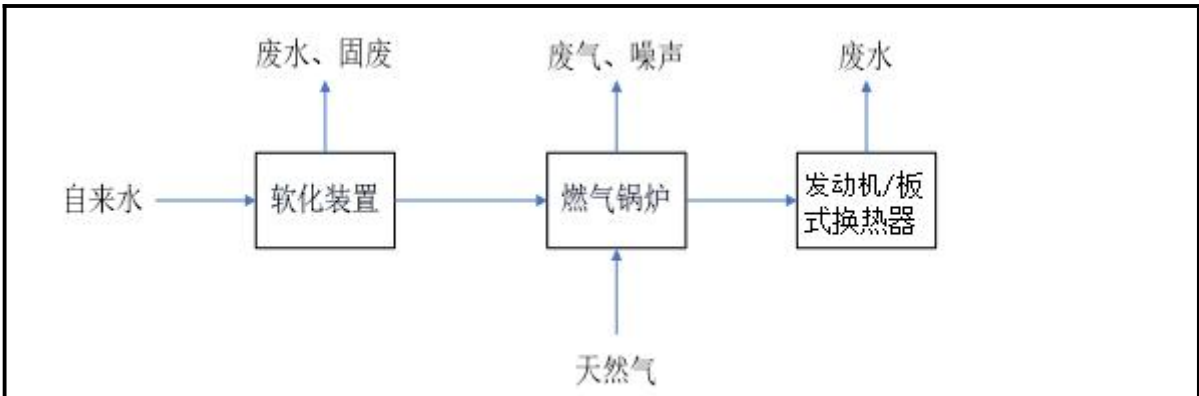 废水、固废
废气、噪声
废水
自来水
软化装置
燃气锅炉
发动机/板
式换热器
天然气